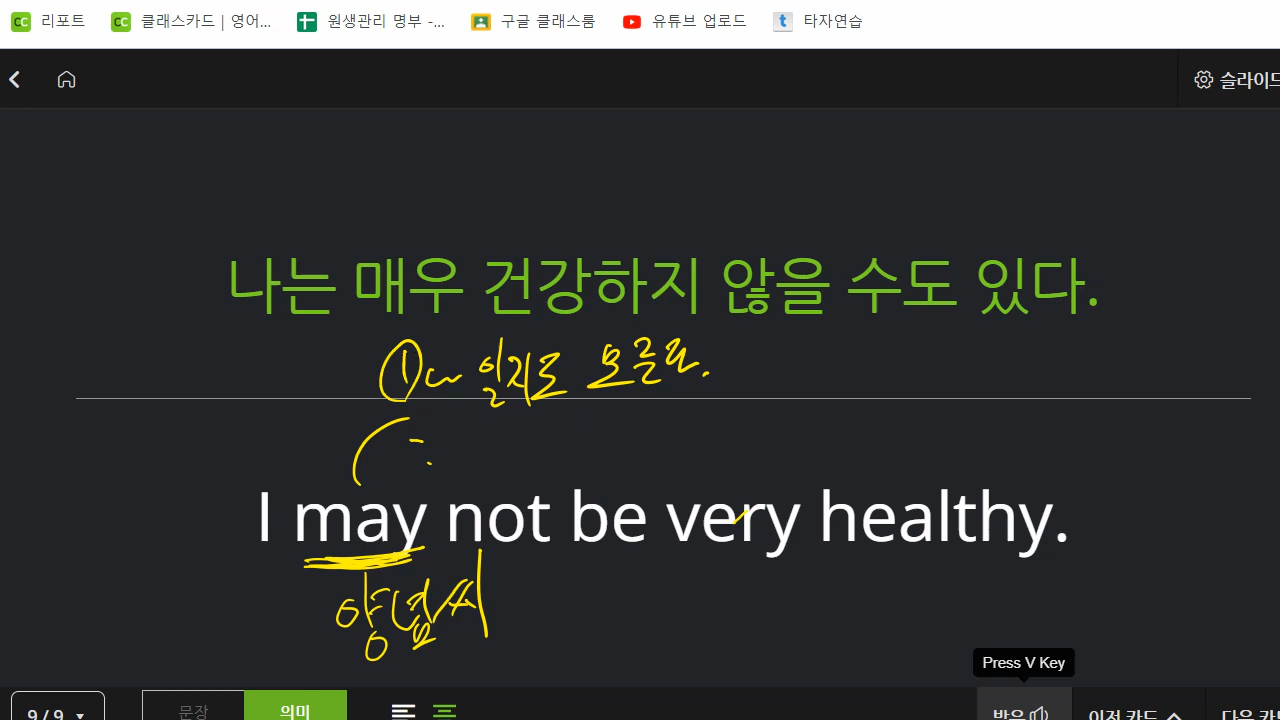 리포트 클래스카드 | 영어... 원생관리 명부 -... 구글 클래스룸 유튜브 업로드 타자연습
슬라이드
나는 매우 건강하지 않을 수도 있다.
① ~일지도 모른다.
I may not be very healthy.
양념씨
Press V Key
9 / 9 문장 의미 발음 이전 카드 다음 카